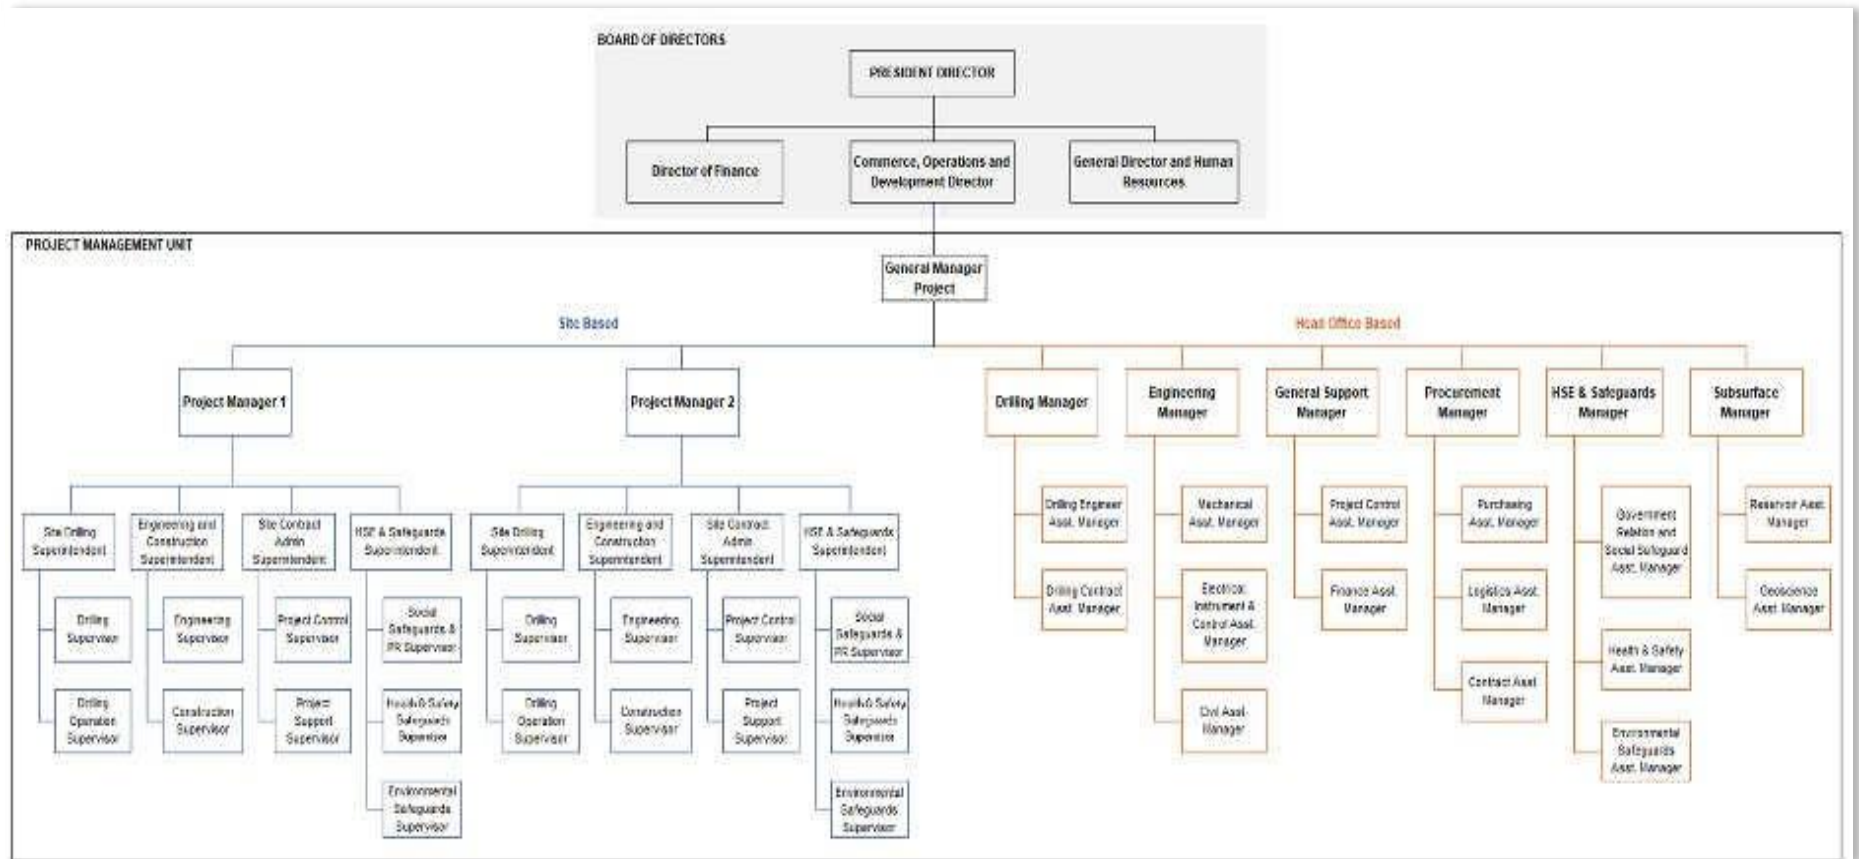 BOARD OF DIRECTORS
PRESIDENT DIRECTOR
Director of Finance
Commerce, Operations and
Development Director
General Director and Human
Resources
PROJECT MANAGEMENT UNIT
General Manager
Project
Site Based
Head Office Based
Project Manager 1
Project Manager 2
Drilling Manager
Engineering
Manager
General Support
Manager
Procurement
Manager
HSE & Safeguards
Manager
Subsurface
Manager
Site Drilling
Superintendent
Engineering and
Construction
Superintendent
Site Contract
Admin
Superintendent
HSE & Safeguards
Superintendent
Site Drilling
Superintendent
Engineering and
Construction
Superintendent
Site Contract
Admin
Superintendent
HSE & Safeguards
Superintendent
Drilling
Supervisor
Engineering
Supervisor
Project Control
Supervisor
Social
Safeguards &
PR Supervisor
Drilling
Supervisor
Engineering
Supervisor
Project Control
Supervisor
Social
Safeguards &
PR Supervisor
Drilling
Operation
Supervisor
Construction
Supervisor
Project
Support
Supervisor
Health & Safety
Safeguards
Supervisor
Drilling
Operation
Supervisor
Construction
Supervisor
Project
Support
Supervisor
Health & Safety
Safeguards
Supervisor
Environmental
Safeguards
Supervisor
Environmental
Safeguards
Supervisor
Drilling Engineer
Asst. Manager
Drilling Contract
Asst. Manager
Mechanical
Asst. Manager
Electrical,
Instrument &
Control Asst.
Manager
Civil Asst.
Manager
Project Control
Asst. Manager
Finance Asst.
Manager
Purchasing
Asst. Manager
Logistics Asst.
Manager
Contract Asst.
Manager
Government
Relation and
Social Safeguard
Asst. Manager
Health & Safety
Asst. Manager
Environmental
Safeguards
Asst. Manager
Reservoir Asst.
Manager
Geoscience
Asst. Manager